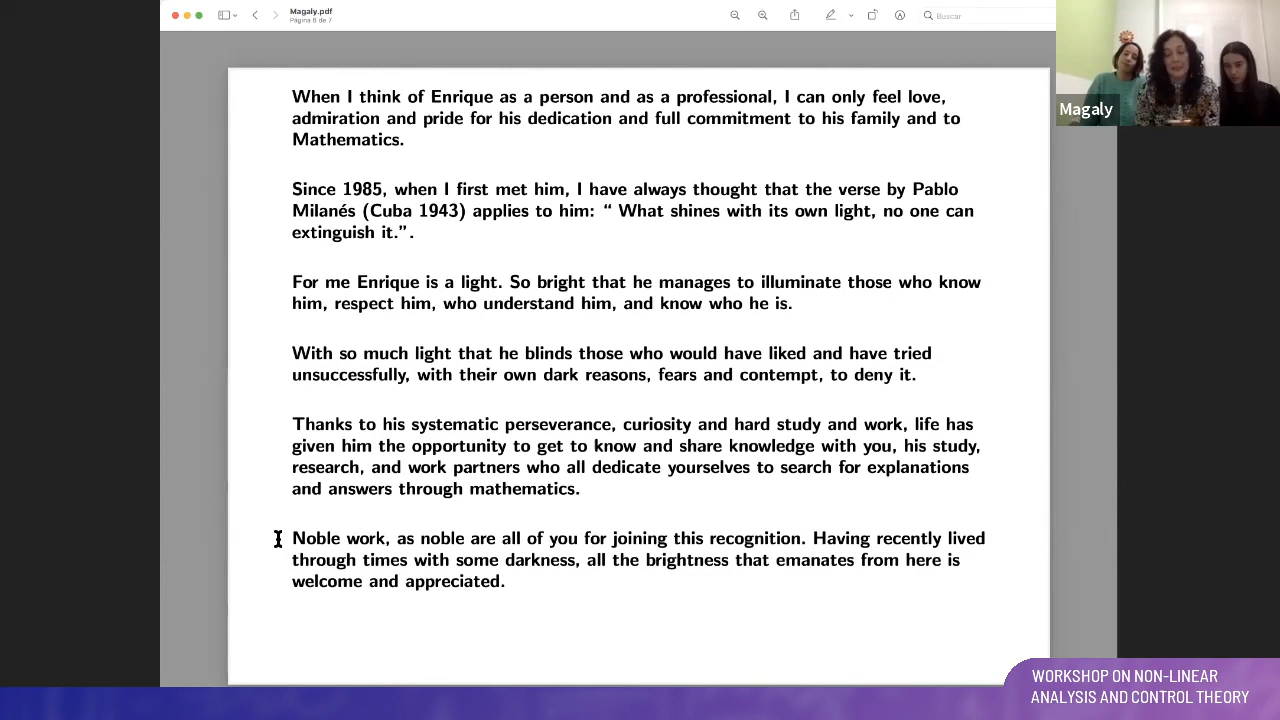 Magaly.pdf
Página 6 de 7
Buscar
Magaly
When I think of Enrique as a person and as a professional, I can only feel love,
admiration and pride for his dedication and full commitment to his family and to
Mathematics.
Since 1985, when I first met him, I have always thought that the verse by Pablo
Milanés (Cuba 1943) applies to him: “ What shines with its own light, no one can
extinguish it.”.
For me Enrique is a light. So bright that he manages to illuminate those who know
him, respect him, who understand him, and know who he is.
With so much light that he blinds those who would have liked and have tried
unsuccessfully, with their own dark reasons, fears and contempt, to deny it.
Thanks to his systematic perseverance, curiosity and hard study and work, life has
given him the opportunity to get to know and share knowledge with you, his study,
research, and work partners who all dedicate yourselves to search for explanations
and answers through mathematics.
Noble work, as noble are all of you for joining this recognition. Having recently lived
through times with some darkness, all the brightness that emanates from here is
welcome and appreciated.
WORKSHOP ON NON-LINEAR
ANALYSIS AND CONTROL THEORY